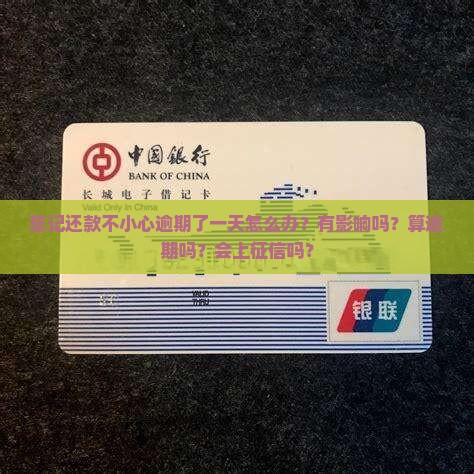 中国银行
BANK OF CHINA
长城电子借记卡
Valid Only In China
忘记还款不小心逾期了一天怎么办？有影响吗？算逾
期吗？会上征信吗？
VALID
THRU
银联